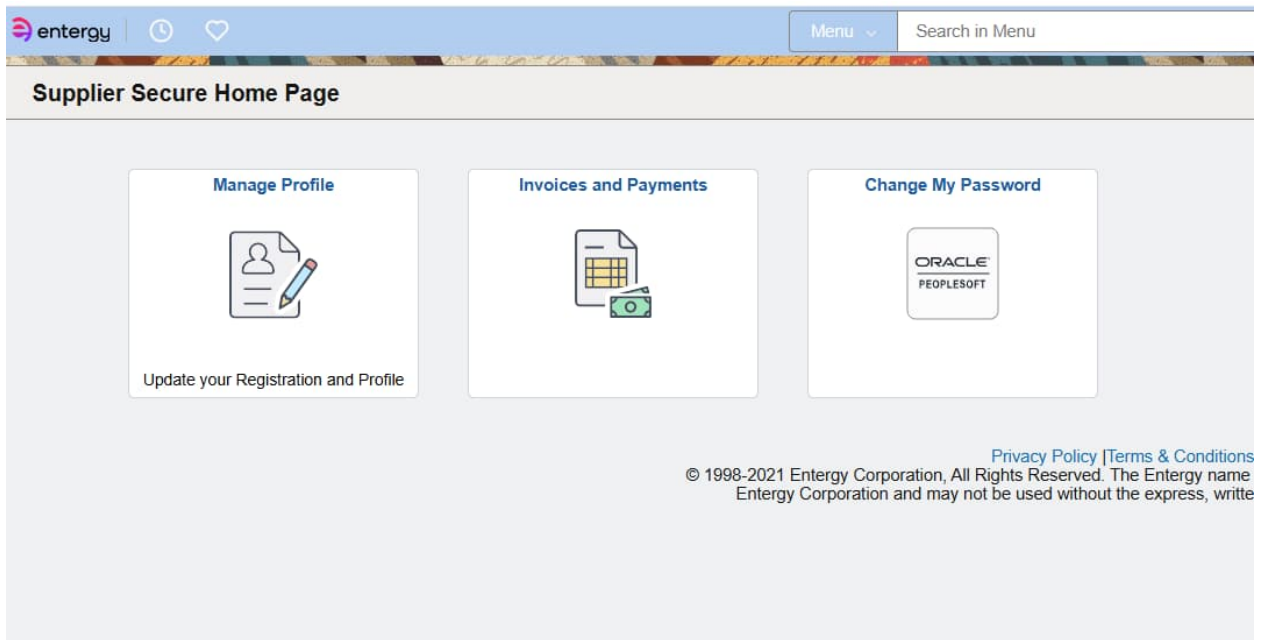 entergy
Menu
Search in Menu
Supplier Secure Home Page
Manage Profile
Invoices and Payments
Change My Password
ORACLE
PEOPLESOFT
Update your Registration and Profile
Privacy Policy |Terms & Conditions
© 1998-2021 Entergy Corporation, All Rights Reserved. The Entergy name
Entergy Corporation and may not be used without the express, writte